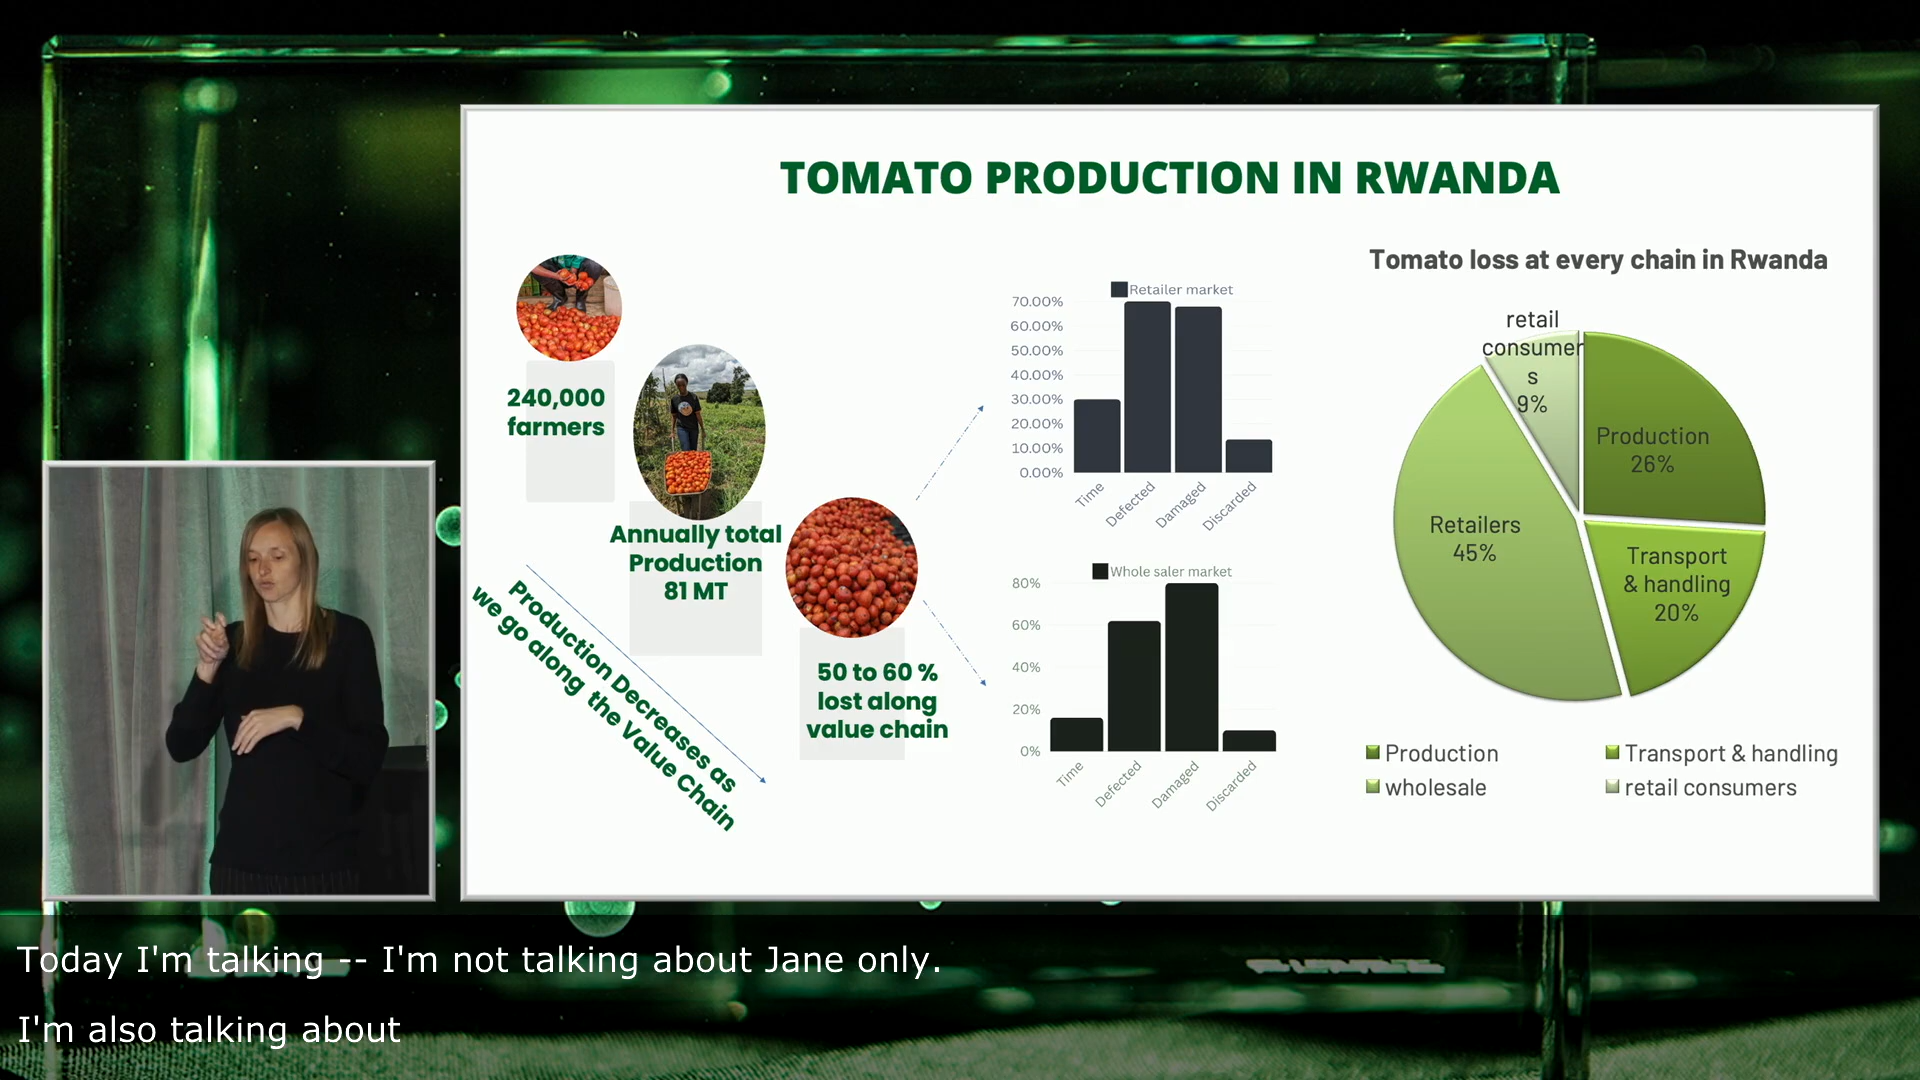 TOMATO PRODUCTION IN RWANDA
240,000
farmers
Annually total
Production
81 MT
50 to 60 %
lost along
value chain
Production Decreases as
we go along the Value Chain
Retailer market
70.00%
60.00%
50.00%
40.00%
30.00%
20.00%
10.00%
0.00%
Time
Defected
Damaged
Discarded
Whole saler market
80%
60%
40%
20%
0%
Time
Defected
Damaged
Discarded
Tomato loss at every chain in Rwanda
retail
consumer
s
9%
Production
26%
Retailers
45%
Transport
& handling
20%
Production
Transport & handling
wholesale
retail consumers
Today I'm talking -- I'm not talking about Jane only.
I'm also talking about